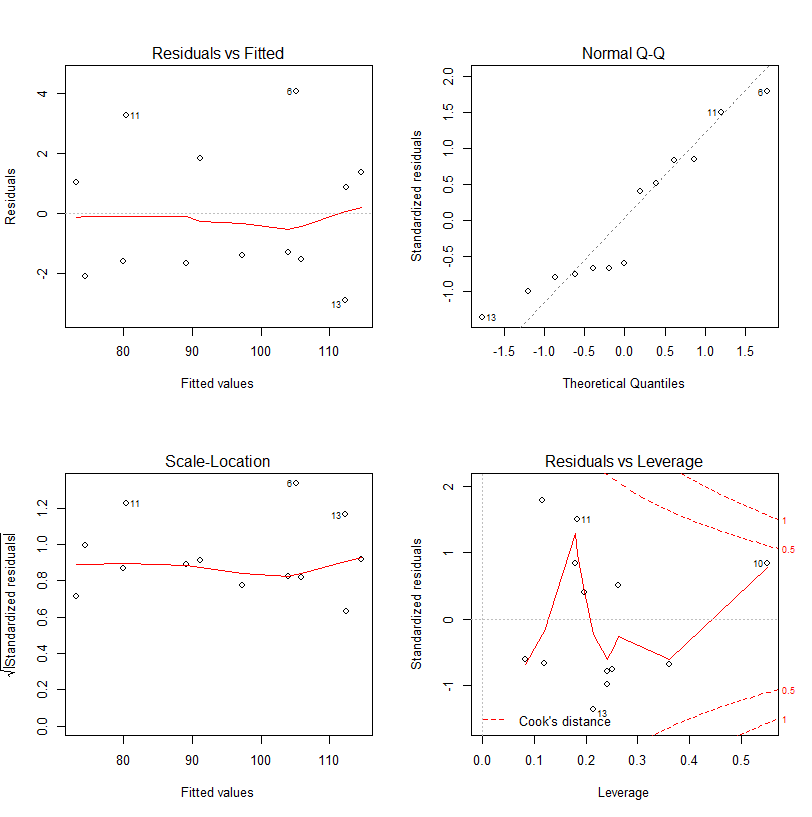 Residuals vs Fitted
Residuals
4
2
0
-2
6
11
13
80 90 100 110
Fitted values
Normal Q-Q
Standardized residuals
2.0
1.5
1.0
0.5
0.0
-0.5
-1.0
11
6
13
-1.5 -1.0 -0.5 0.0 0.5 1.0 1.5
Theoretical Quantiles
Scale-Location
√|Standardized residuals|
1.2
1.0
0.8
0.6
0.4
0.2
0.0
6
11
13
80 90 100 110
Fitted values
Residuals vs Leverage
Standardized residuals
2
1
0
-1
11
10
13
1
0.5
0.5
1
Cook's distance
0.0 0.1 0.2 0.3 0.4 0.5
Leverage